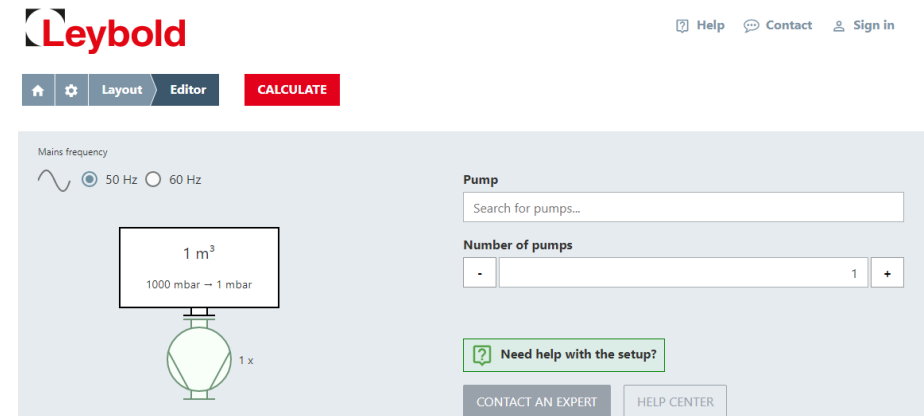 Leybold
Help Contact Sign in
Layout Editor CALCULATE
Mains frequency
50 Hz 60 Hz
Pump
Search for pumps...
Number of pumps
- 1 +
1 m³
1000 mbar → 1 mbar
1 x
Need help with the setup?
CONTACT AN EXPERT HELP CENTER